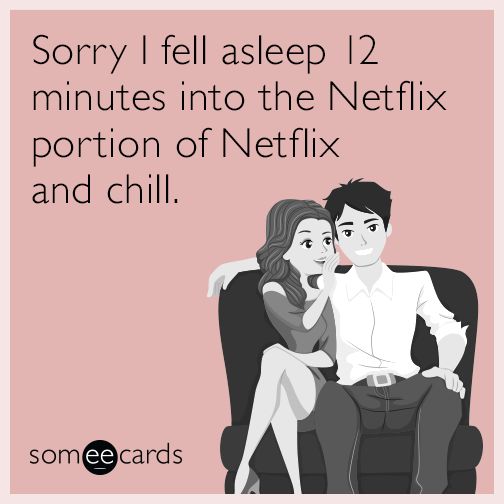 Sorry I fell asleep 12
minutes into the Netflix
portion of Netflix
and chill.
someecards